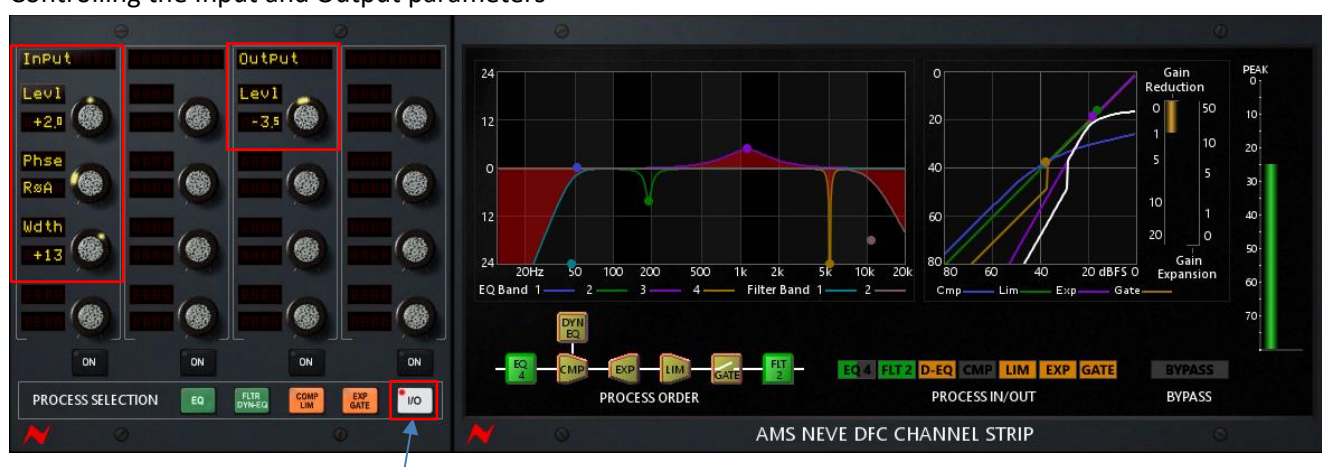 Controlling the Input and Output parameters
Input
Output
Levl
+2.0
Levl
-3.5
Phse
RøA
Wdth
+13
ON
ON
ON
ON
PROCESS SELECTION
EQ
FLTR
DYN-EQ
COMP
LIM
EXP
GATE
I/O
24
12
0
12
24
20Hz 50 100 200 500 1k 2k 5k 10k 20k
EQ Band 1 2 3 4 Filter Band 1 2
0
20
40
60
80
80 60 40 20 dBFS 0
Cmp Lim Exp Gate
Gain
Reduction
0
1
5
10
20
50
10
5
1
0
Gain
Expansion
PEAK
0
10
20
30
40
50
60
70
DYN
EQ
EQ
4
CMP
EXP
LIM
GATE
FLT
2
PROCESS ORDER
EQ 4 FLT 2 D-EQ CMP LIM EXP GATE
PROCESS IN/OUT
BYPASS
BYPASS
AMS NEVE DFC CHANNEL STRIP